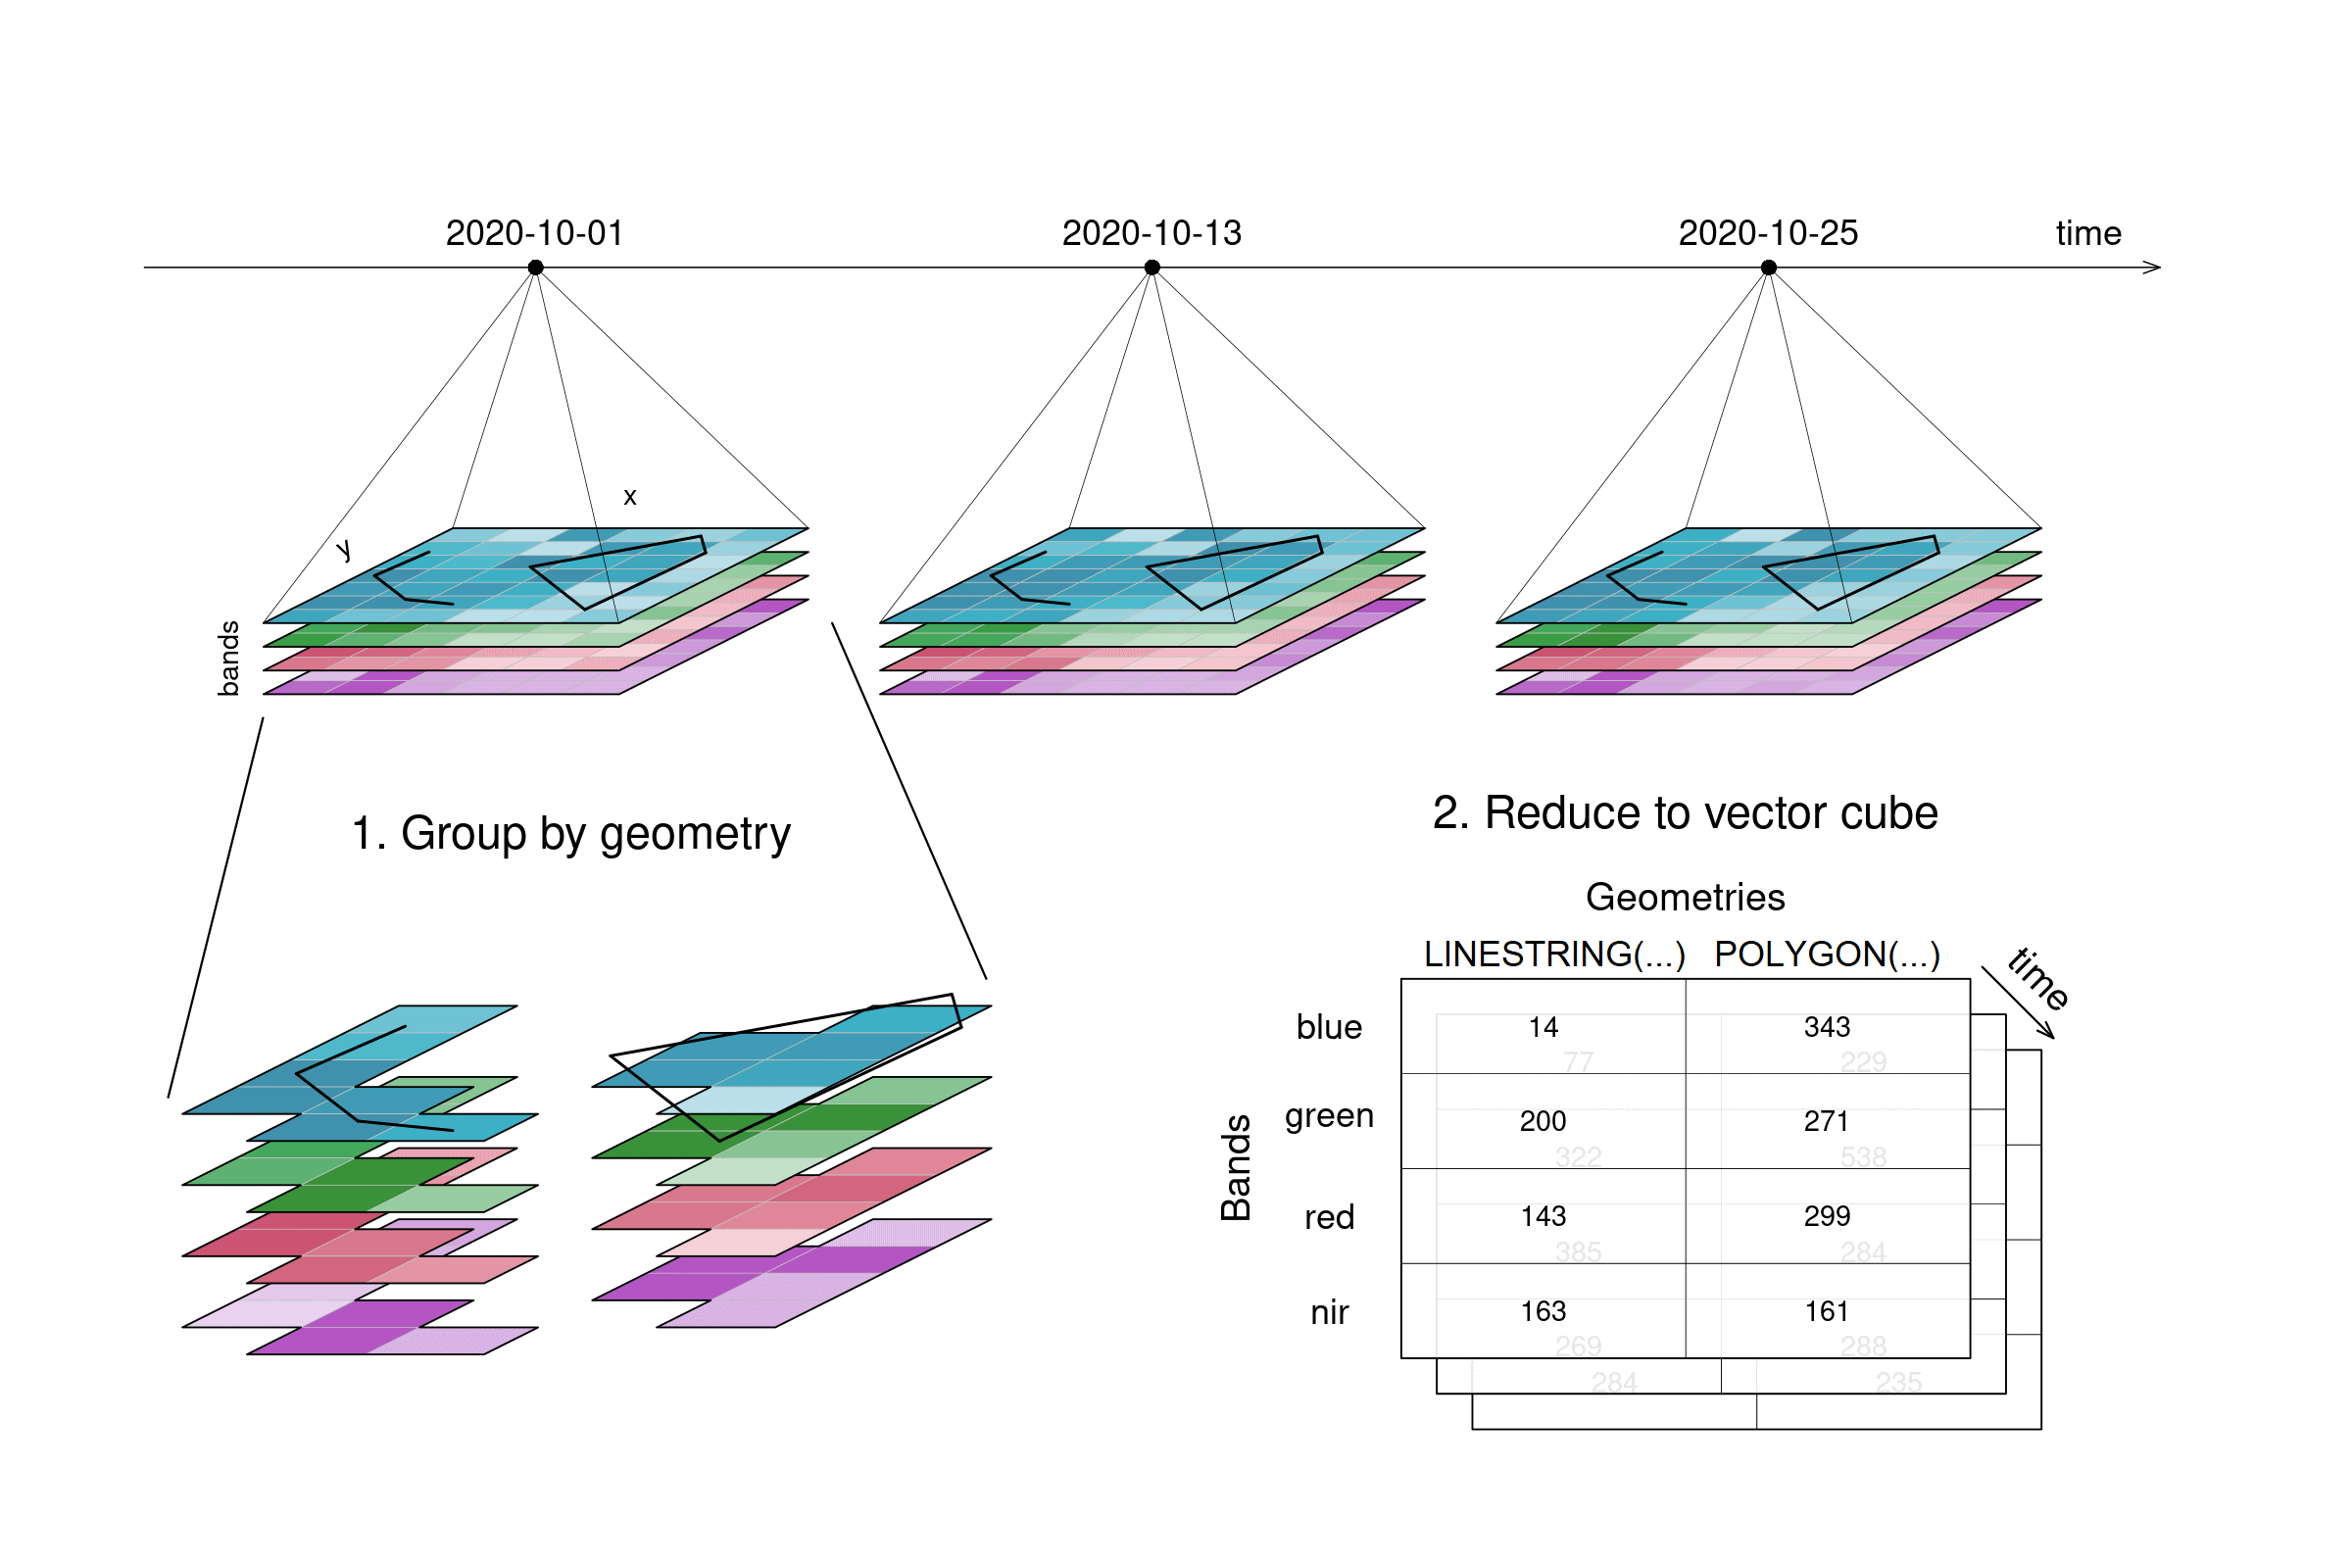 2020-10-01 2020-10-13 2020-10-25 time
x
y
bands
1. Group by geometry
2. Reduce to vector cube
Geometries
LINESTRING(...) POLYGON(...)
time
Bands
blue 14 343
77 229
green 200 271
322 538
red 143 299
385 284
nir 163 161
269 288
284 235